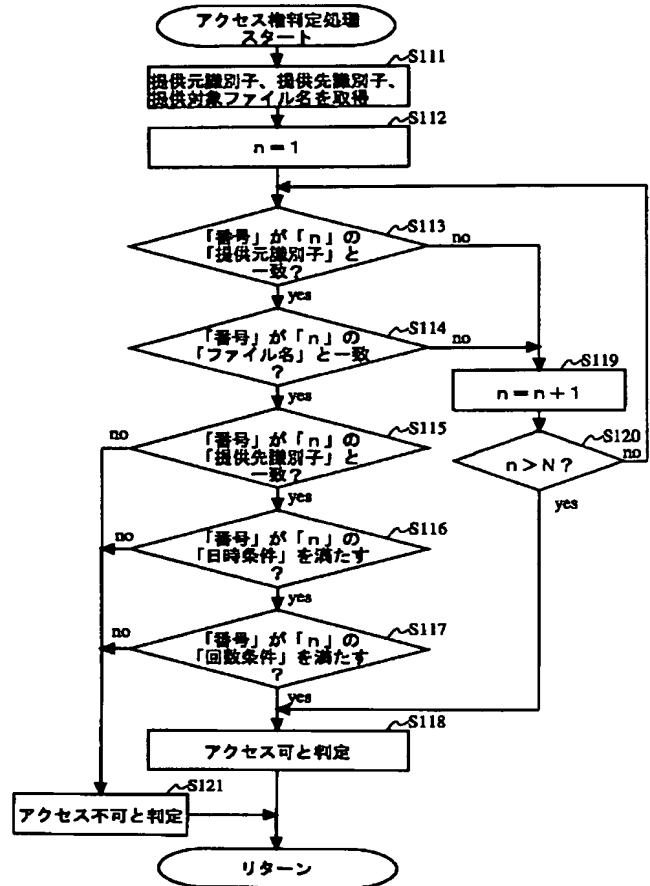 アクセス権判定処理
スタート
S111
提供元識別子、提供先識別子、
提供対象ファイル名を取得
S112
n=1
S113
「番号」が「n」の
「提供元識別子」と
一致?
no
yes
S114
「番号」が「n」の
「ファイル名」と一致
?
no
yes
S119
n=n+1
S115
「番号」が「n」の
「提供先識別子」と
一致?
no
yes
S120
n>N?
no
yes
S116
「番号」が「n」の
「日時条件」を満たす
?
no
yes
S117
「番号」が「n」の
「回数条件」を満たす
?
no
yes
S118
アクセス可と判定
S121
アクセス不可と判定
リターン